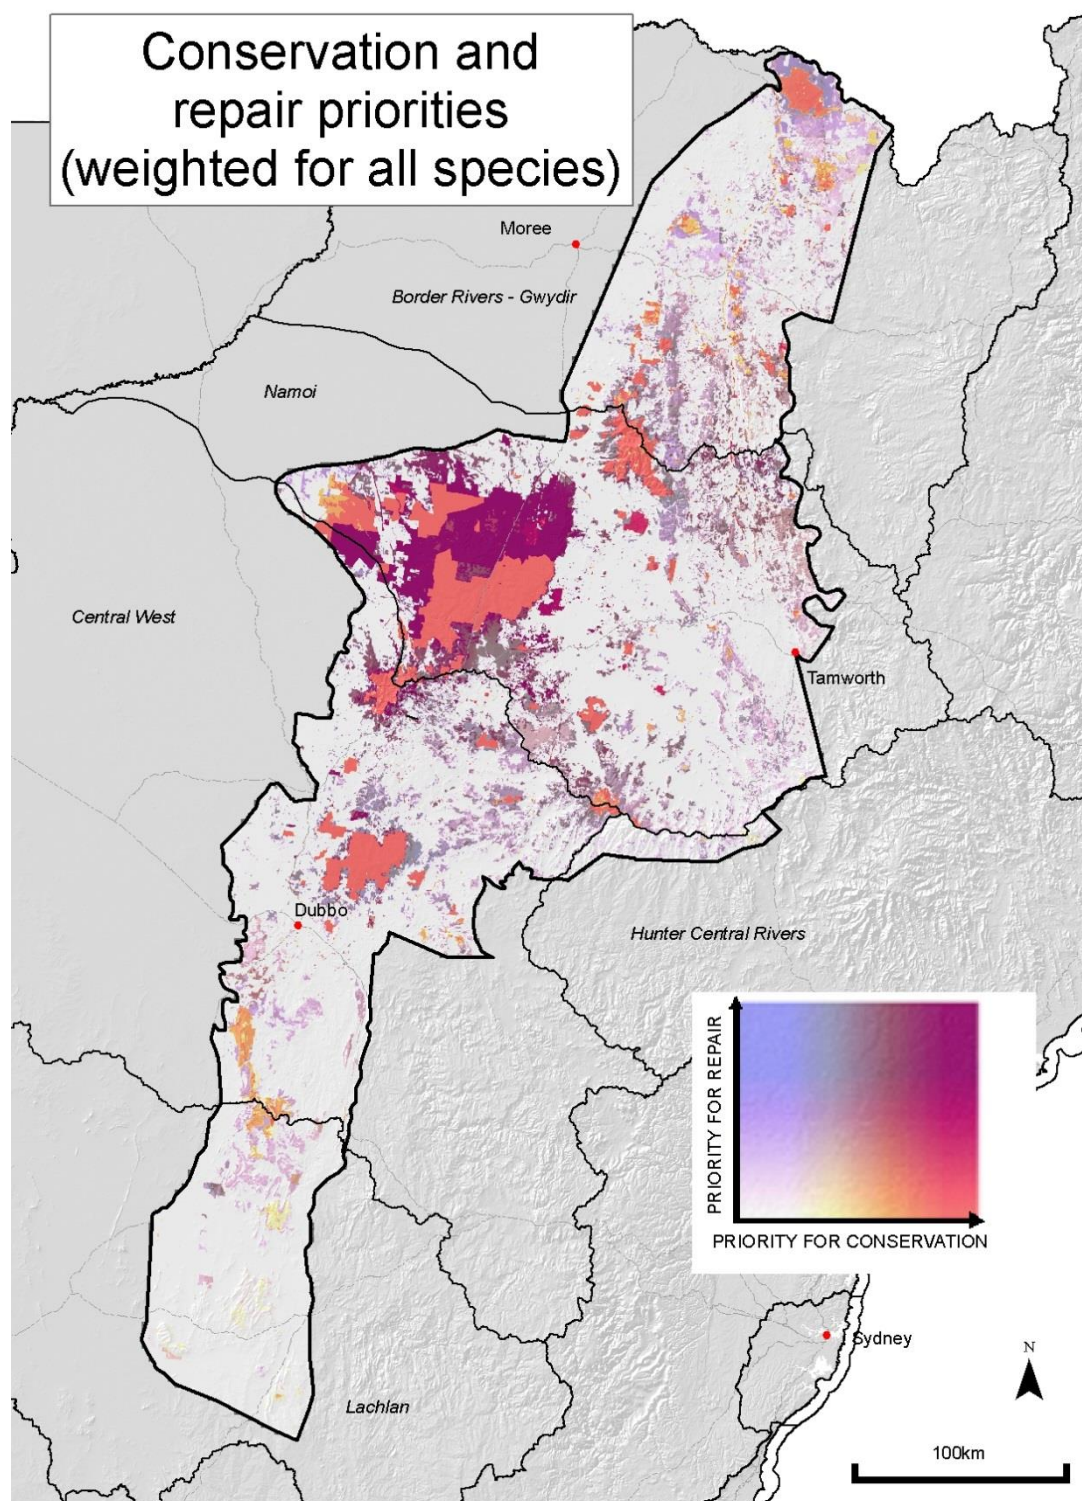 Conservation and
repair priorities
(weighted for all species)
Moree
Border Rivers - Gwydir
Namoi
Central West
Tamworth
Dubbo
Hunter Central Rivers
PRIORITY FOR REPAIR
PRIORITY FOR CONSERVATION
Sydney
N
Lachlan
100km